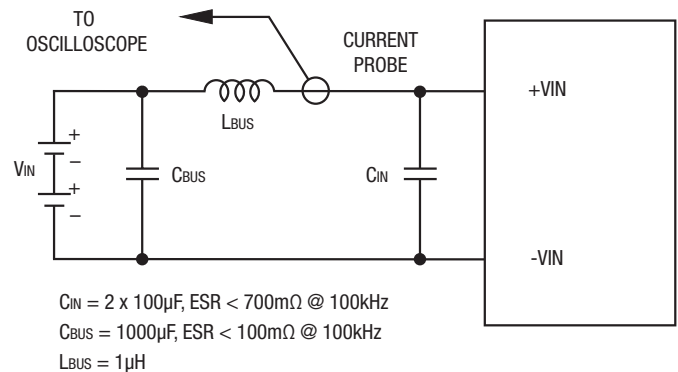 TO
OSCILLOSCOPE
CURRENT
PROBE
+VIN
LBUS
+
−
VIN
+
−
CBUS
CIN
-VIN
CIN = 2 x 100µF, ESR < 700mΩ @ 100kHz
CBUS = 1000µF, ESR < 100mΩ @ 100kHz
LBUS = 1µH